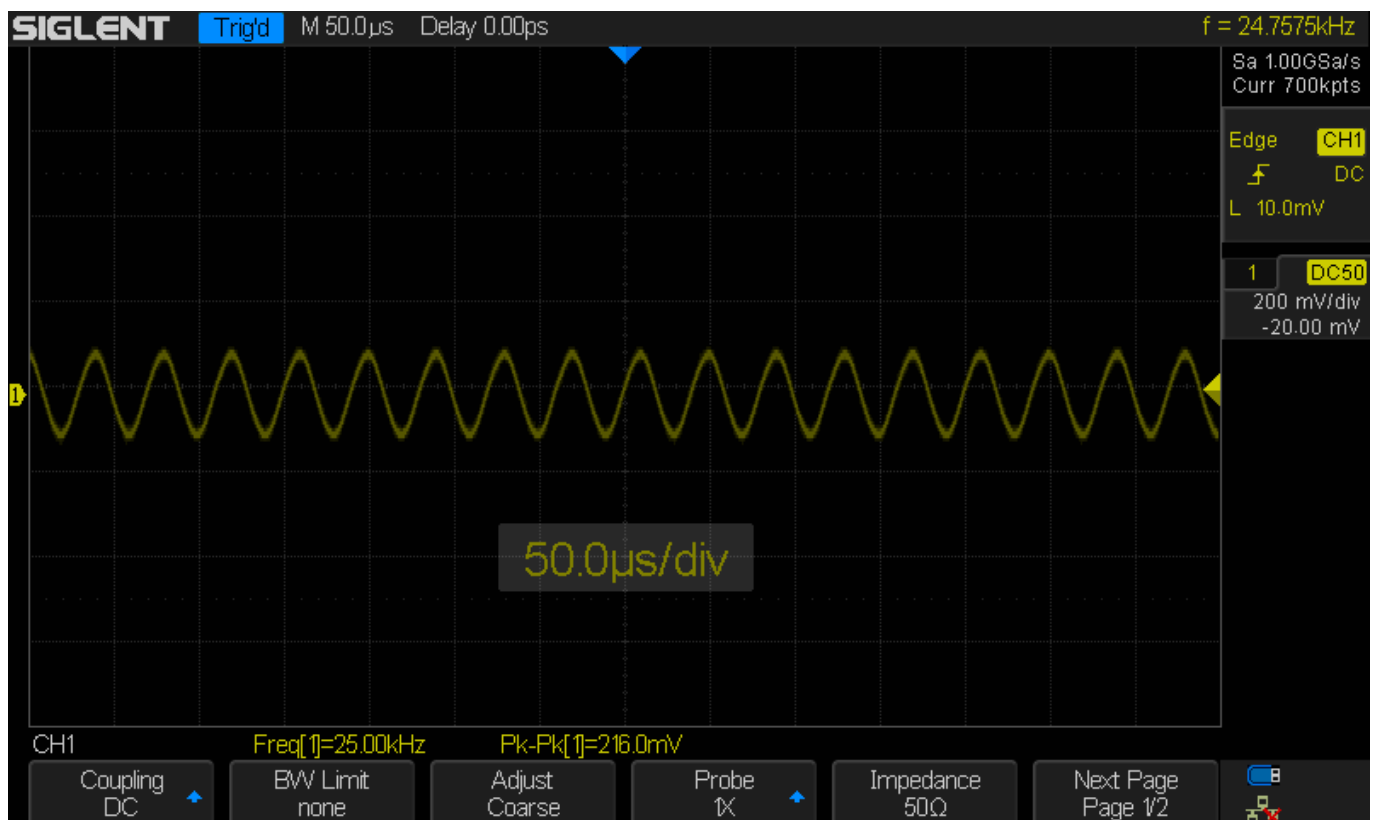 SIGLENT Trig'd M 50.0µs Delay 0.00ps f = 24.7575kHz
Sa 1.00GSa/s
Curr 700kpts
Edge CH1
DC
L 10.0mV
1 DC50
200 mV/div
-20.00 mV
1
50.0µs/div
CH1 Freq[1]=25.00kHz Pk-Pk[1]=216.0mV
Coupling BW Limit Adjust Probe Impedance Next Page
DC none Coarse 1X 50Ω Page 1/2